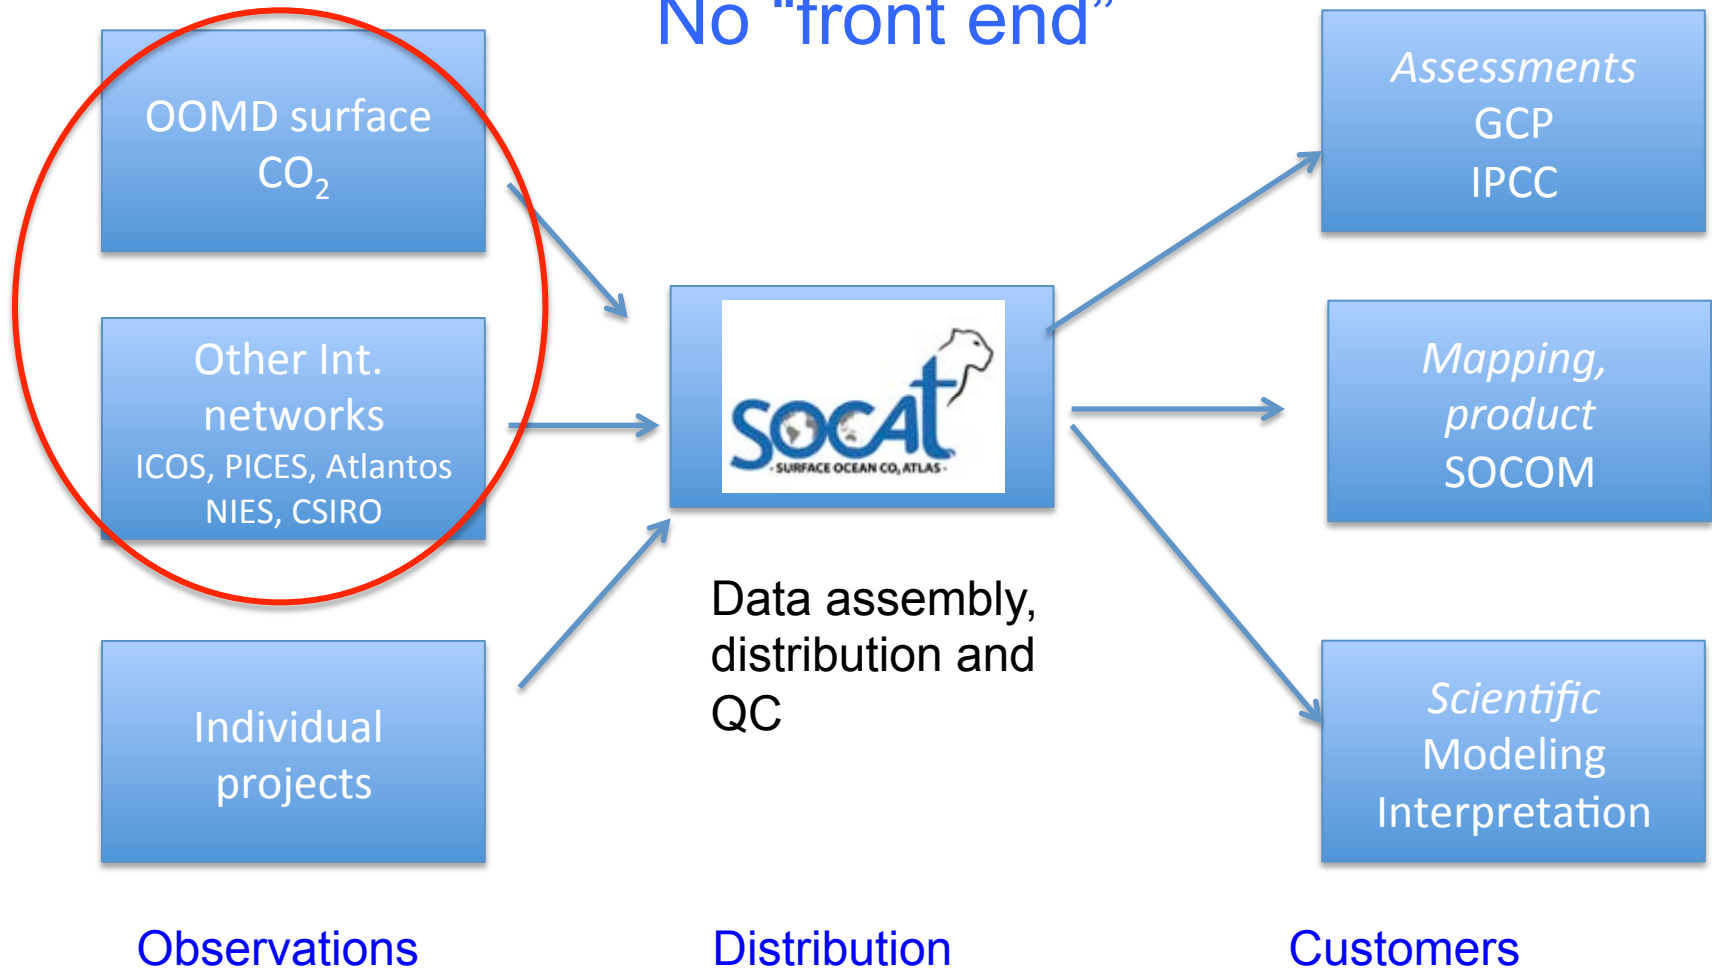 No “front end”
OOMD surface
CO₂
Other Int.
networks
ICOS, PICES, Atlantos
NIES, CSIRO
Individual
projects
SOCAt
- SURFACE OCEAN CO₂ ATLAS -
Data assembly,
distribution and
QC
Assessments
GCP
IPCC
Mapping,
product
SOCOM
Scientific
Modeling
Interpretation
Observations
Distribution
Customers